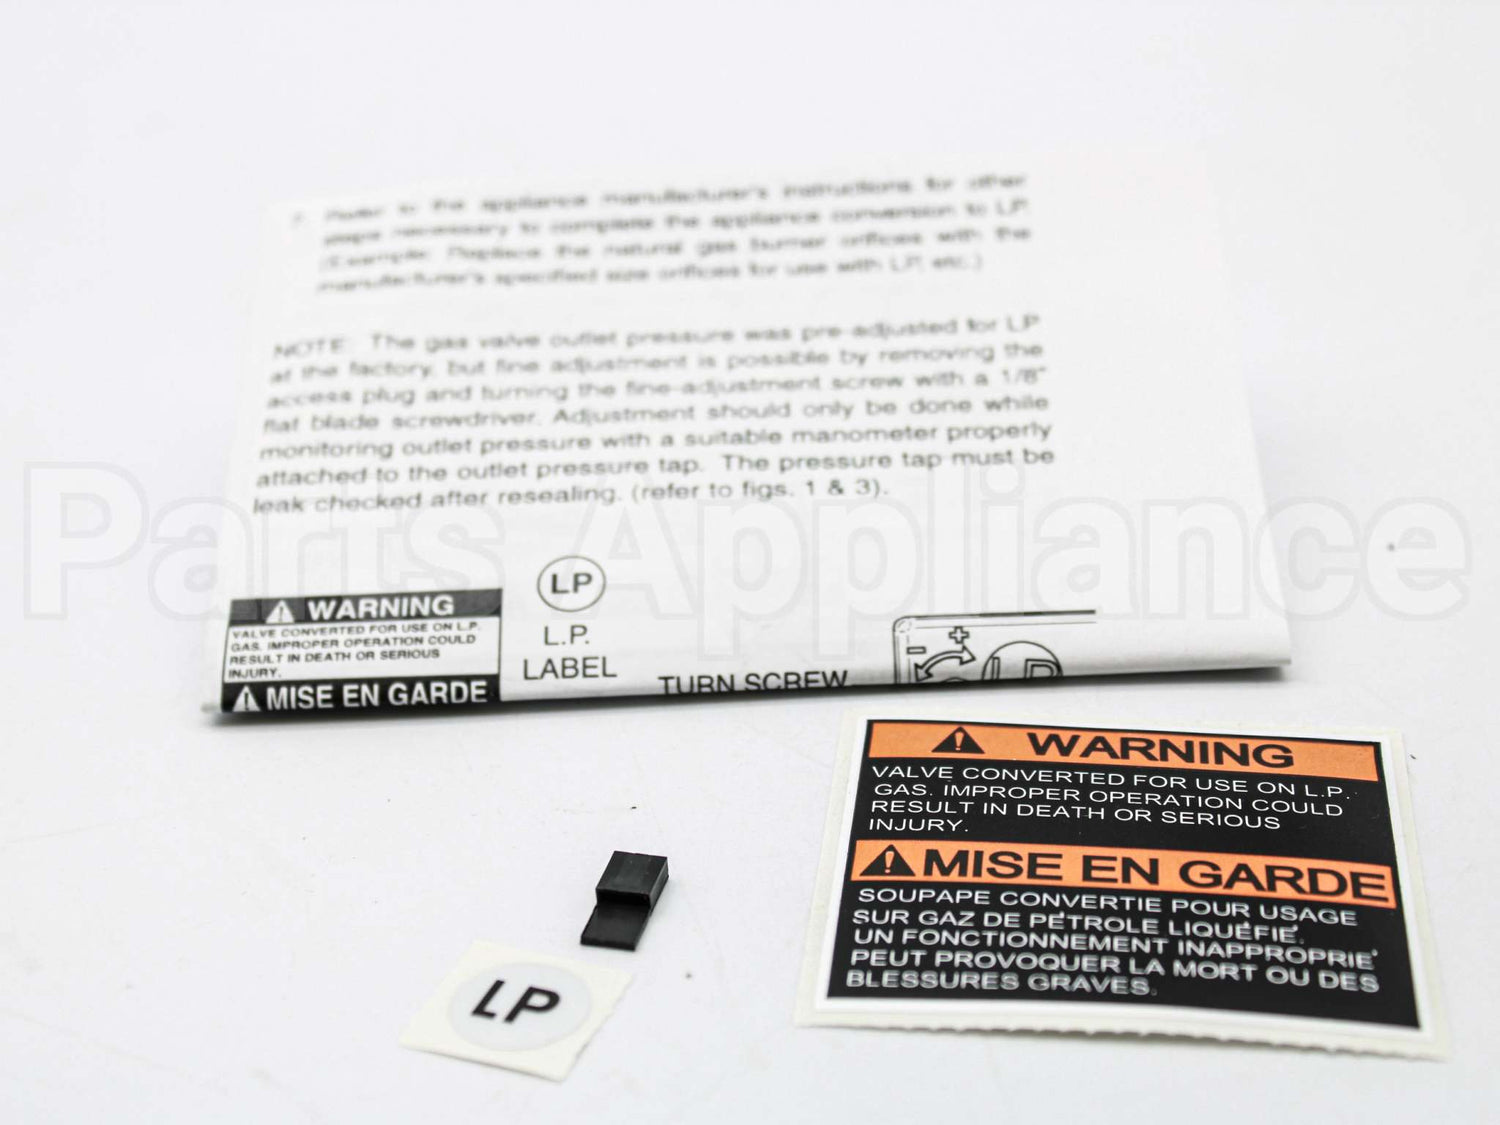 7. Refer to the appliance manufacturer's instructions for other
steps necessary to complete the appliance conversion to LP.
(Example: Replace the natural gas burner orifices with the
manufacturer's specified size orifices for use with LP, etc.)
NOTE: The gas valve outlet pressure was pre-adjusted for LP
at the factory, but fine adjustment is possible by removing the
access plug and turning the fine-adjustment screw with a 1/8"
flat blade screwdriver. Adjustment should only be done while
monitoring outlet pressure with a suitable manometer properly
attached to the outlet pressure tap. The pressure tap must be
leak checked after resealing. (refer to figs. 1 & 3).
Parts Appliance
WARNING
VALVE CONVERTED FOR USE ON L.P.
GAS. IMPROPER OPERATION COULD
RESULT IN DEATH OR SERIOUS
INJURY.
MISE EN GARDE
LP
L.P.
LABEL
TURN SCREW
+
-
LP
WARNING
VALVE CONVERTED FOR USE ON L.P.
GAS. IMPROPER OPERATION COULD
RESULT IN DEATH OR SERIOUS
INJURY.
MISE EN GARDE
SOUPAPE CONVERTIE POUR USAGE
SUR GAZ DE PÉTROLE LIQUÉFIÉ.
UN FONCTIONNEMENT INAPPROPRIÉ
PEUT PROVOQUER LA MORT OU DES
BLESSURES GRAVES.
LP